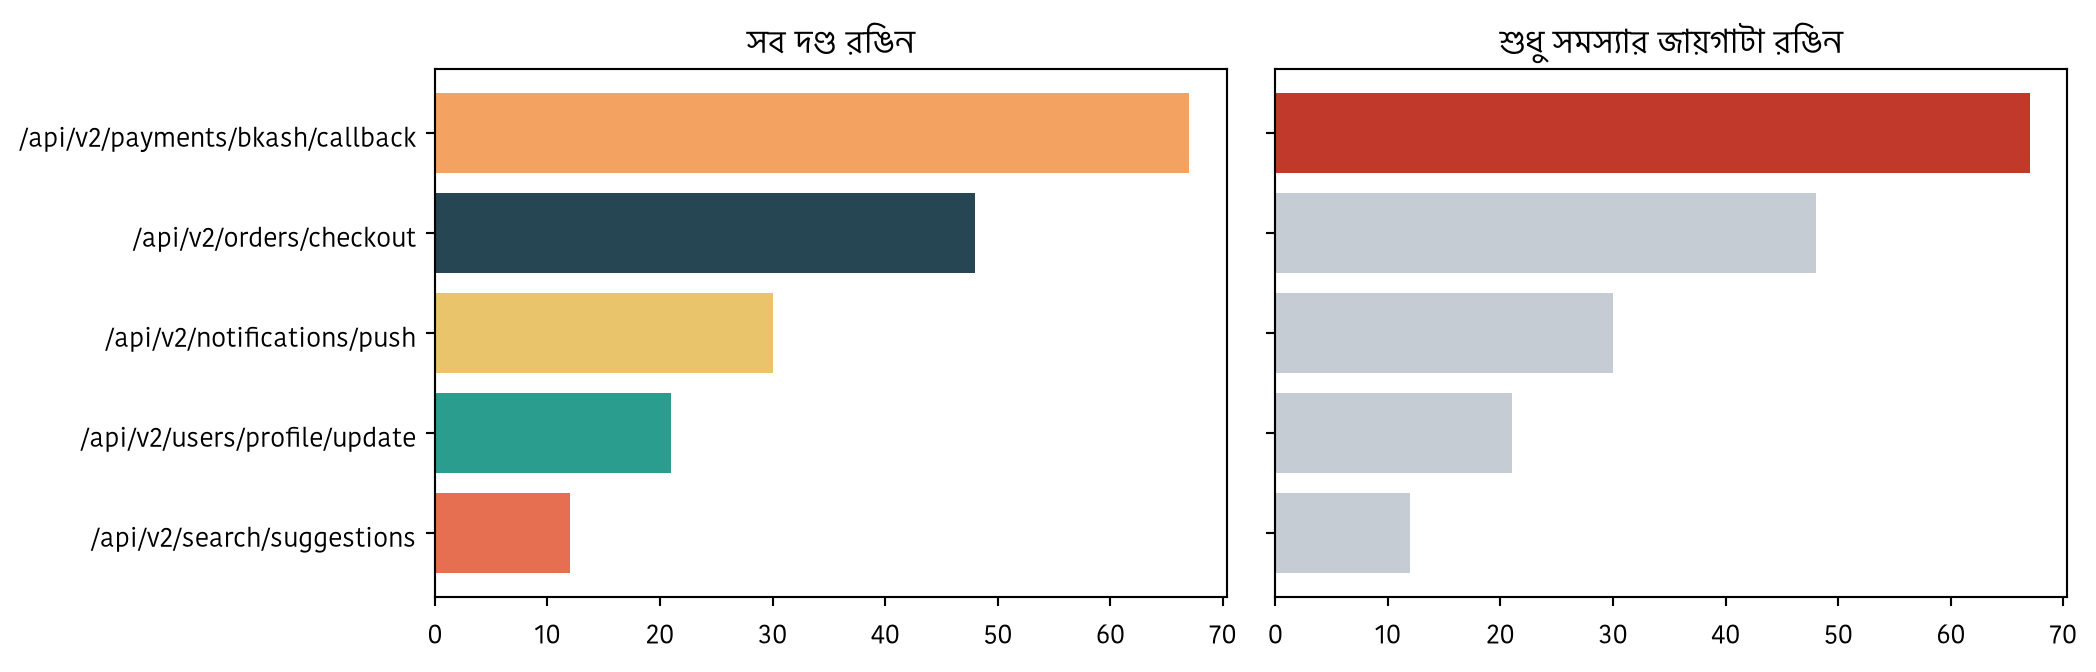 সব দণ্ড রঙিন
/api/v2/payments/bkash/callback
/api/v2/orders/checkout
/api/v2/notifications/push
/api/v2/users/profile/update
/api/v2/search/suggestions
0 10 20 30 40 50 60 70
শুধু সমস্যার জায়গাটা রঙিন
0 10 20 30 40 50 60 70